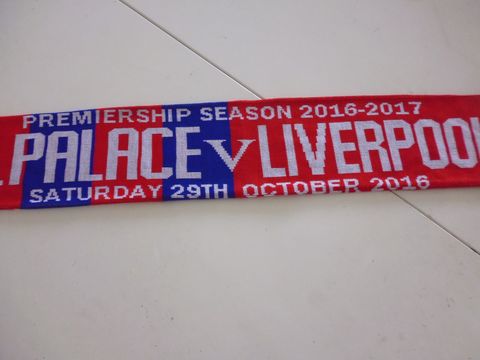 PREMIERSHIP SEASON 2016-2017
. PALACE V LIVERPOOL
SATURDAY 29TH OCTOBER 2016